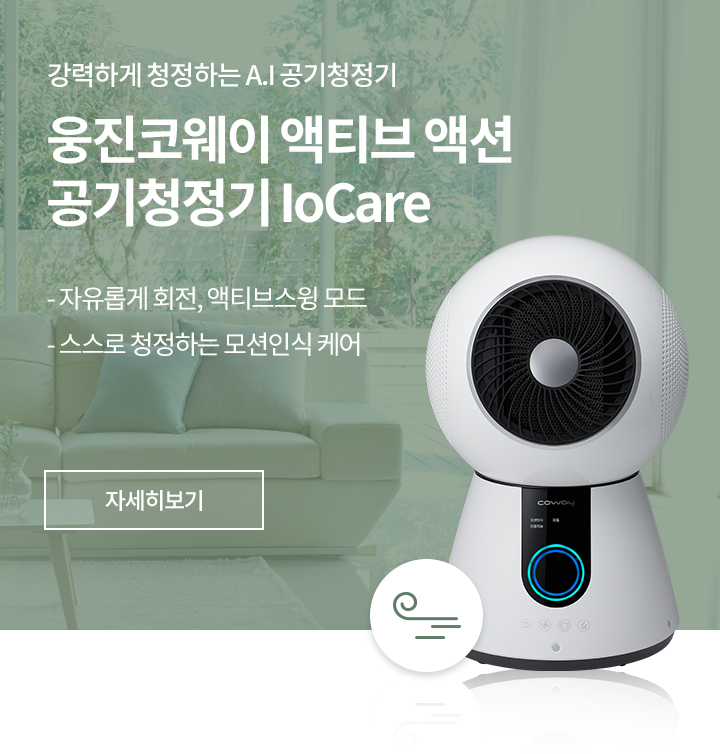 강력하게 청정하는 A.I 공기청정기
웅진코웨이 액티브 액션
공기청정기 IoCare
- 자유롭게 회전, 액티브스윙 모드
- 스스로 청정하는 모션인식 케어
자세히보기
coway